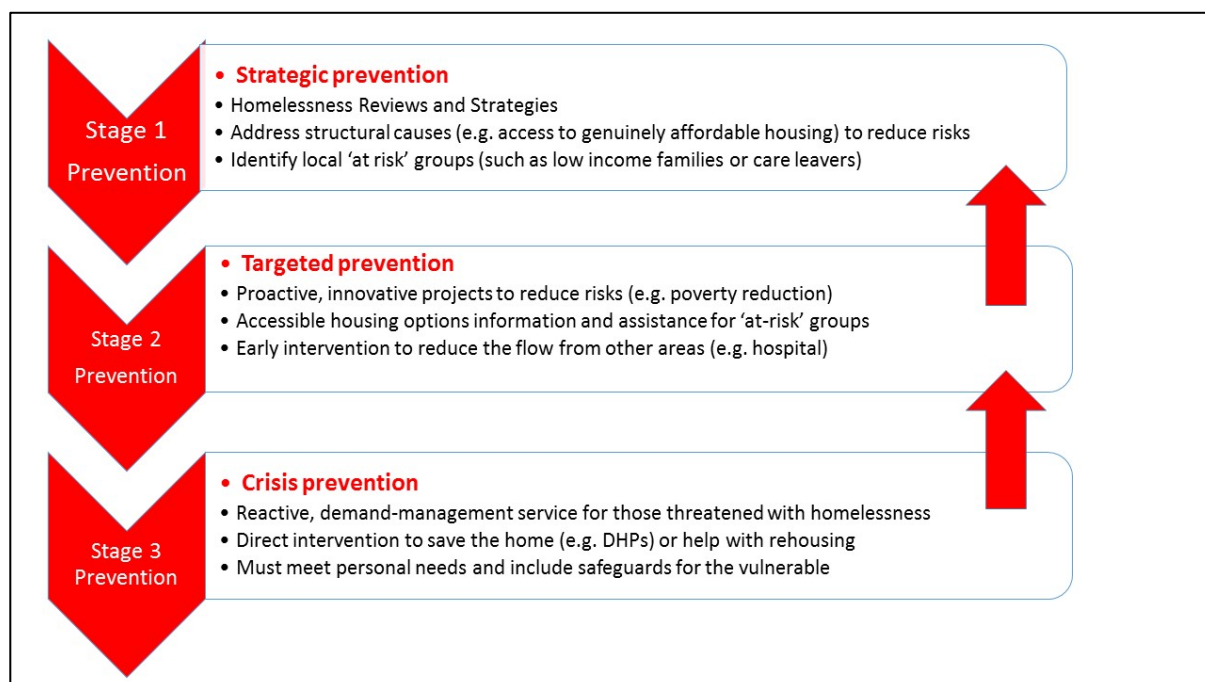 Stage 1
Prevention
• Strategic prevention
• Homelessness Reviews and Strategies
• Address structural causes (e.g. access to genuinely affordable housing) to reduce risks
• Identify local ‘at risk’ groups (such as low income families or care leavers)
Stage 2
Prevention
• Targeted prevention
• Proactive, innovative projects to reduce risks (e.g. poverty reduction)
• Accessible housing options information and assistance for ‘at-risk’ groups
• Early intervention to reduce the flow from other areas (e.g. hospital)
Stage 3
Prevention
• Crisis prevention
• Reactive, demand-management service for those threatened with homelessness
• Direct intervention to save the home (e.g. DHPs) or help with rehousing
• Must meet personal needs and include safeguards for the vulnerable